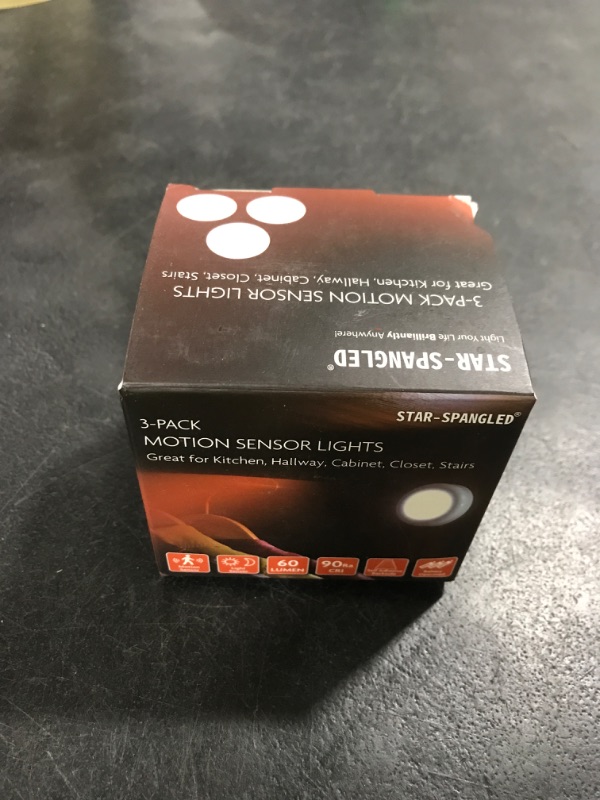 STAR-SPANGLED®
Light Your Life Brilliantly Anywhere!
3-PACK MOTION SENSOR LIGHTS
Great for Kitchen, Hallway, Cabinet, Closet, Stairs
STAR-SPANGLED®
3-PACK
MOTION SENSOR LIGHTS
Great for Kitchen, Hallway, Cabinet, Closet, Stairs
60 LUMEN
90Ra CRI